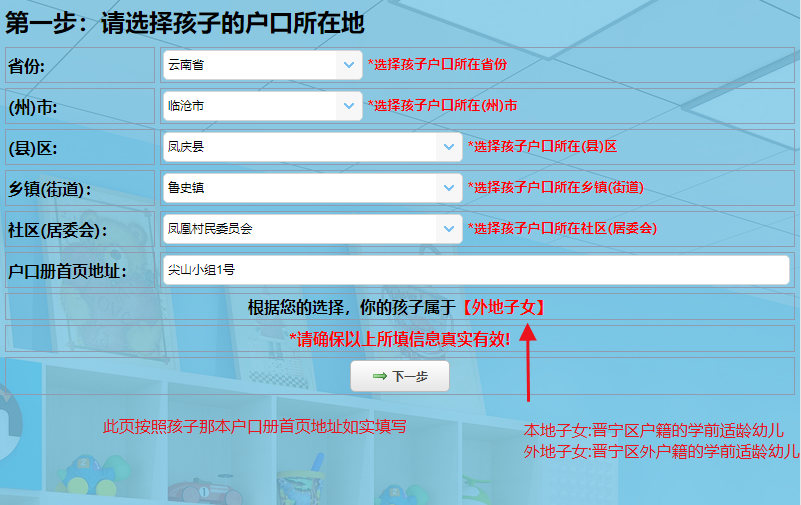 第一步：请选择孩子的户口所在地
省份: 云南省 *选择孩子户口所在省份
(州)市: 临沧市 *选择孩子户口所在(州)市
(县)区: 凤庆县 *选择孩子户口所在(县)区
乡镇(街道)： 鲁史镇 *选择孩子户口所在乡镇(街道)
社区(居委会)： 凤凰村民委员会 *选择孩子户口所在社区(居委会)
户口册首页地址： 尖山小组1号
根据您的选择，你的孩子属于【外地子女】
*请确保以上所填信息真实有效!
下一步
此页按照孩子那本户口册首页地址如实填写
本地子女:晋宁区户籍的学前适龄幼儿
外地子女:晋宁区外户籍的学前适龄幼儿